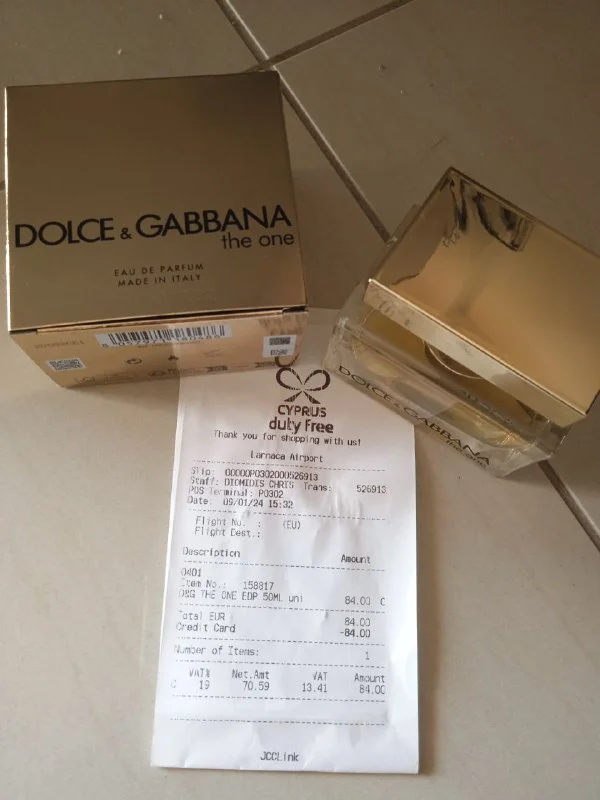 DOLCE & GABBANA
the one
EAU DE PARFUM
MADE IN ITALY
DOLCE & GABBANA
the one
CYPRUS
duty free
Thank you for shopping with us!
Larnaca Airport
Slip: 00000P0302000526913
Staff: DIOMIDIS CHRIS Trans: 526913
POS Terminal: P0302
Date: 09/01/24 15:32
Flight No. : (EU)
Flight Dest.:
Description Amount
0401
Item No.: 158817
D&G THE ONE EDP 50ML uni 84.00 C
Total EUR 84.00
Credit Card -84.00
Number of Items: 1
VAT% Net.Amt VAT Amount
C 19 70.59 13.41 84.00
JCCLink